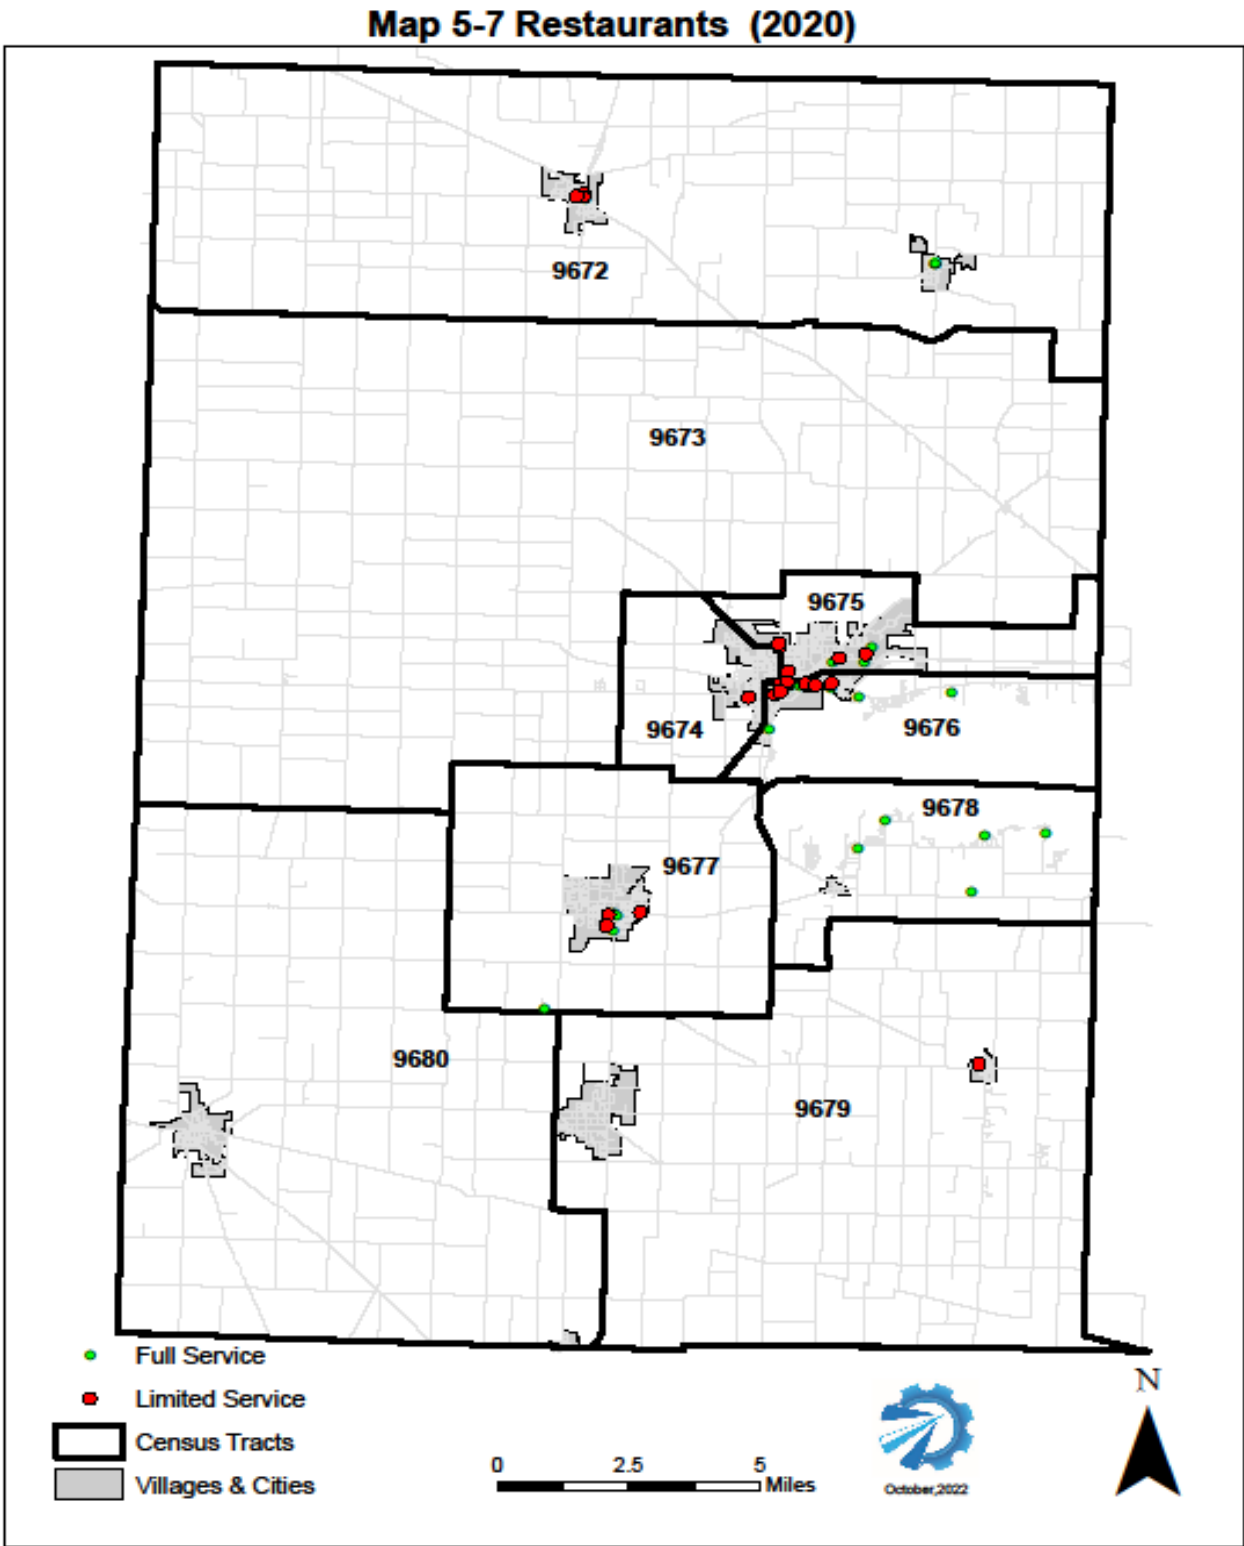 Map 5-7 Restaurants (2020)
9672
9673
9675
9674
9676
9678
9677
9680
9679
Full Service
Limited Service
Census Tracts
Villages & Cities
0 2.5 5
Miles
October,2022
N